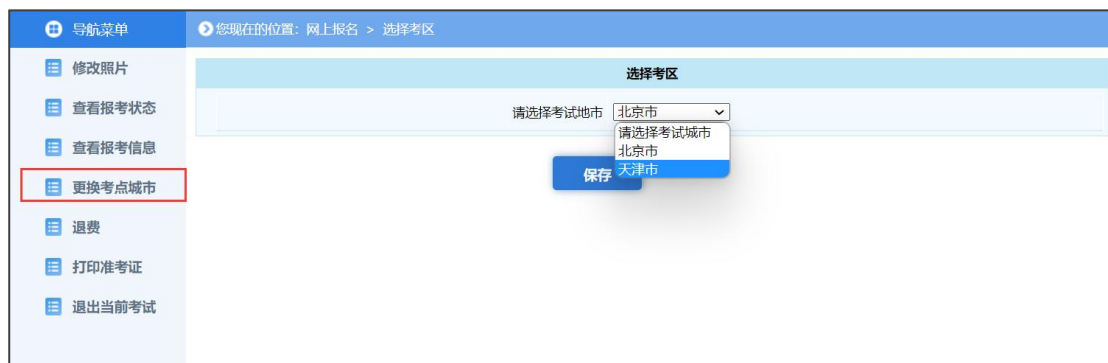 导航菜单
您现在的位置：网上报名 > 选择考区
修改照片
查看报考状态
查看报考信息
更换考点城市
退费
打印准考证
退出当前考试
选择考区
请选择考试地市 北京市
请选择考试城市
北京市
天津市
保存